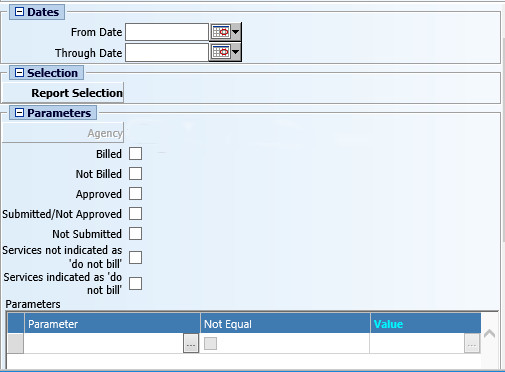 Dates
From Date
Through Date
Selection
Report Selection
Parameters
Agency
Billed
Not Billed
Approved
Submitted/Not Approved
Not Submitted
Services not indicated as
'do not bill'
Services indicated as 'do
not bill'
Parameters
Parameter Not Equal Value
... ...